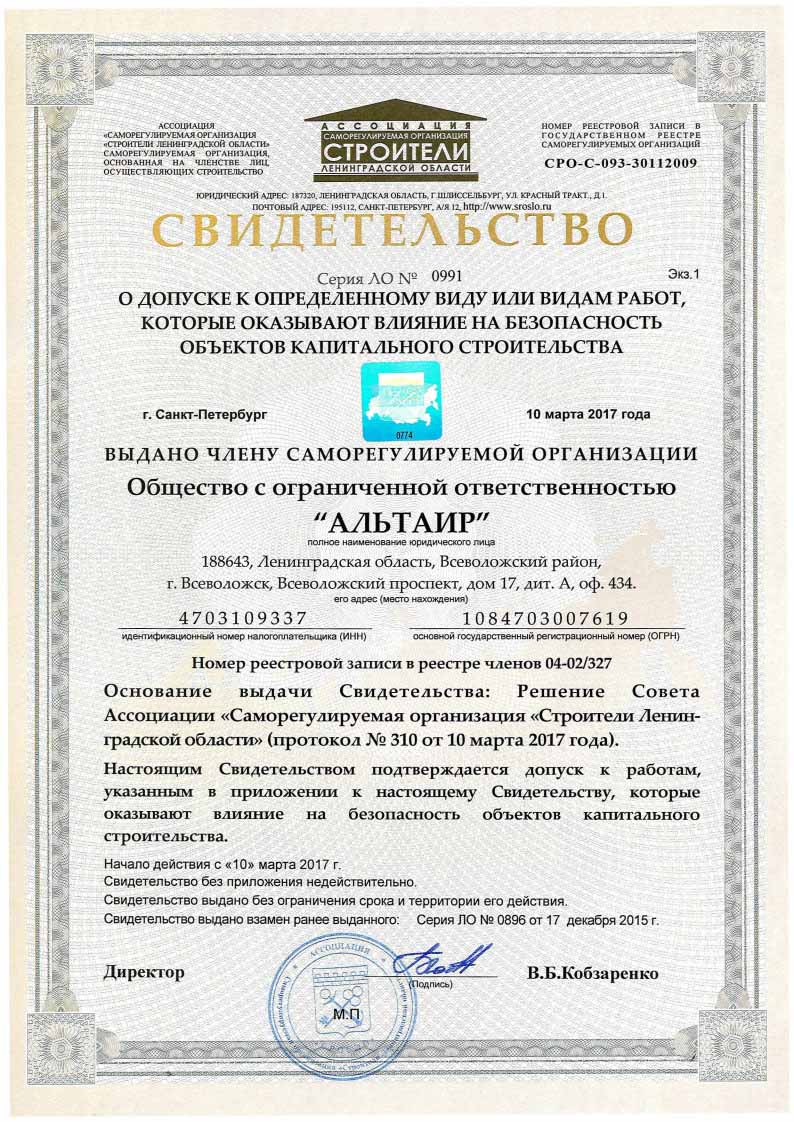 АССОЦИАЦИЯ
«САМОРЕГУЛИРУЕМАЯ ОРГАНИЗАЦИЯ
«СТРОИТЕЛИ ЛЕНИНГРАДСКОЙ ОБЛАСТИ»
САМОРЕГУЛИРУЕМАЯ ОРГАНИЗАЦИЯ,
ОСНОВАННАЯ НА ЧЛЕНСТВЕ ЛИЦ,
ОСУЩЕСТВЛЯЮЩИХ СТРОИТЕЛЬСТВО
АССОЦИАЦИЯ
САМОРЕГУЛИРУЕМАЯ ОРГАНИЗАЦИЯ
СТРОИТЕЛИ
ЛЕНИНГРАДСКОЙ ОБЛАСТИ
НОМЕР РЕЕСТРОВОЙ ЗАПИСИ В
ГОСУДАРСТВЕННОМ РЕЕСТРЕ
САМОРЕГУЛИРУЕМЫХ ОРГАНИЗАЦИЙ
СРО-С-093-30112009
ЮРИДИЧЕСКИЙ АДРЕС: 187320, ЛЕНИНГРАДСКАЯ ОБЛАСТЬ, Г.ШЛИССЕЛЬБУРГ, УЛ. КРАСНЫЙ ТРАКТ., Д.1.
ПОЧТОВЫЙ АДРЕС: 195112, САНКТ-ПЕТЕРБУРГ, А/Я 12, http://www.sroslo.ru
СВИДЕТЕЛЬСТВО
Серия ЛО № 0991
Экз.1
О ДОПУСКЕ К ОПРЕДЕЛЕННОМУ ВИДУ ИЛИ ВИДАМ РАБОТ,
КОТОРЫЕ ОКАЗЫВАЮТ ВЛИЯНИЕ НА БЕЗОПАСНОСТЬ
ОБЪЕКТОВ КАПИТАЛЬНОГО СТРОИТЕЛЬСТВА
г. Санкт-Петербург
10 марта 2017 года
0774
ВЫДАНО ЧЛЕНУ САМОРЕГУЛИРУЕМОЙ ОРГАНИЗАЦИИ
Общество с ограниченной ответственностью
“АЛЬТАИР”
полное наименование юридического лица
188643, Ленинградская область, Всеволожский район,
г. Всеволожск, Всеволожский проспект, дом 17, дит. А, оф. 434.
его адрес (место нахождения)
4703109337 1084703007619
идентификационный номер налогоплательщика (ИНН) основной государственный регистрационный номер (ОГРН)
Номер реестровой записи в реестре членов 04-02/327
Основание выдачи Свидетельства: Решение Совета
Ассоциации «Саморегулируемая организация «Строители Ленин-
градской области» (протокол № 310 от 10 марта 2017 года).
Настоящим Свидетельством подтверждается допуск к работам,
указанным в приложении к настоящему Свидетельству, которые
оказывают влияние на безопасность объектов капитального
строительства.
Начало действия с «10» марта 2017 г.
Свидетельство без приложения недействительно.
Свидетельство выдано без ограничения срока и территории его действия.
Свидетельство выдано взамен ранее выданного: Серия ЛО № 0896 от 17 декабря 2015 г.
Директор
(Подпись)
В.Б.Кобзаренко
М.П
АССОЦИАЦИЯ